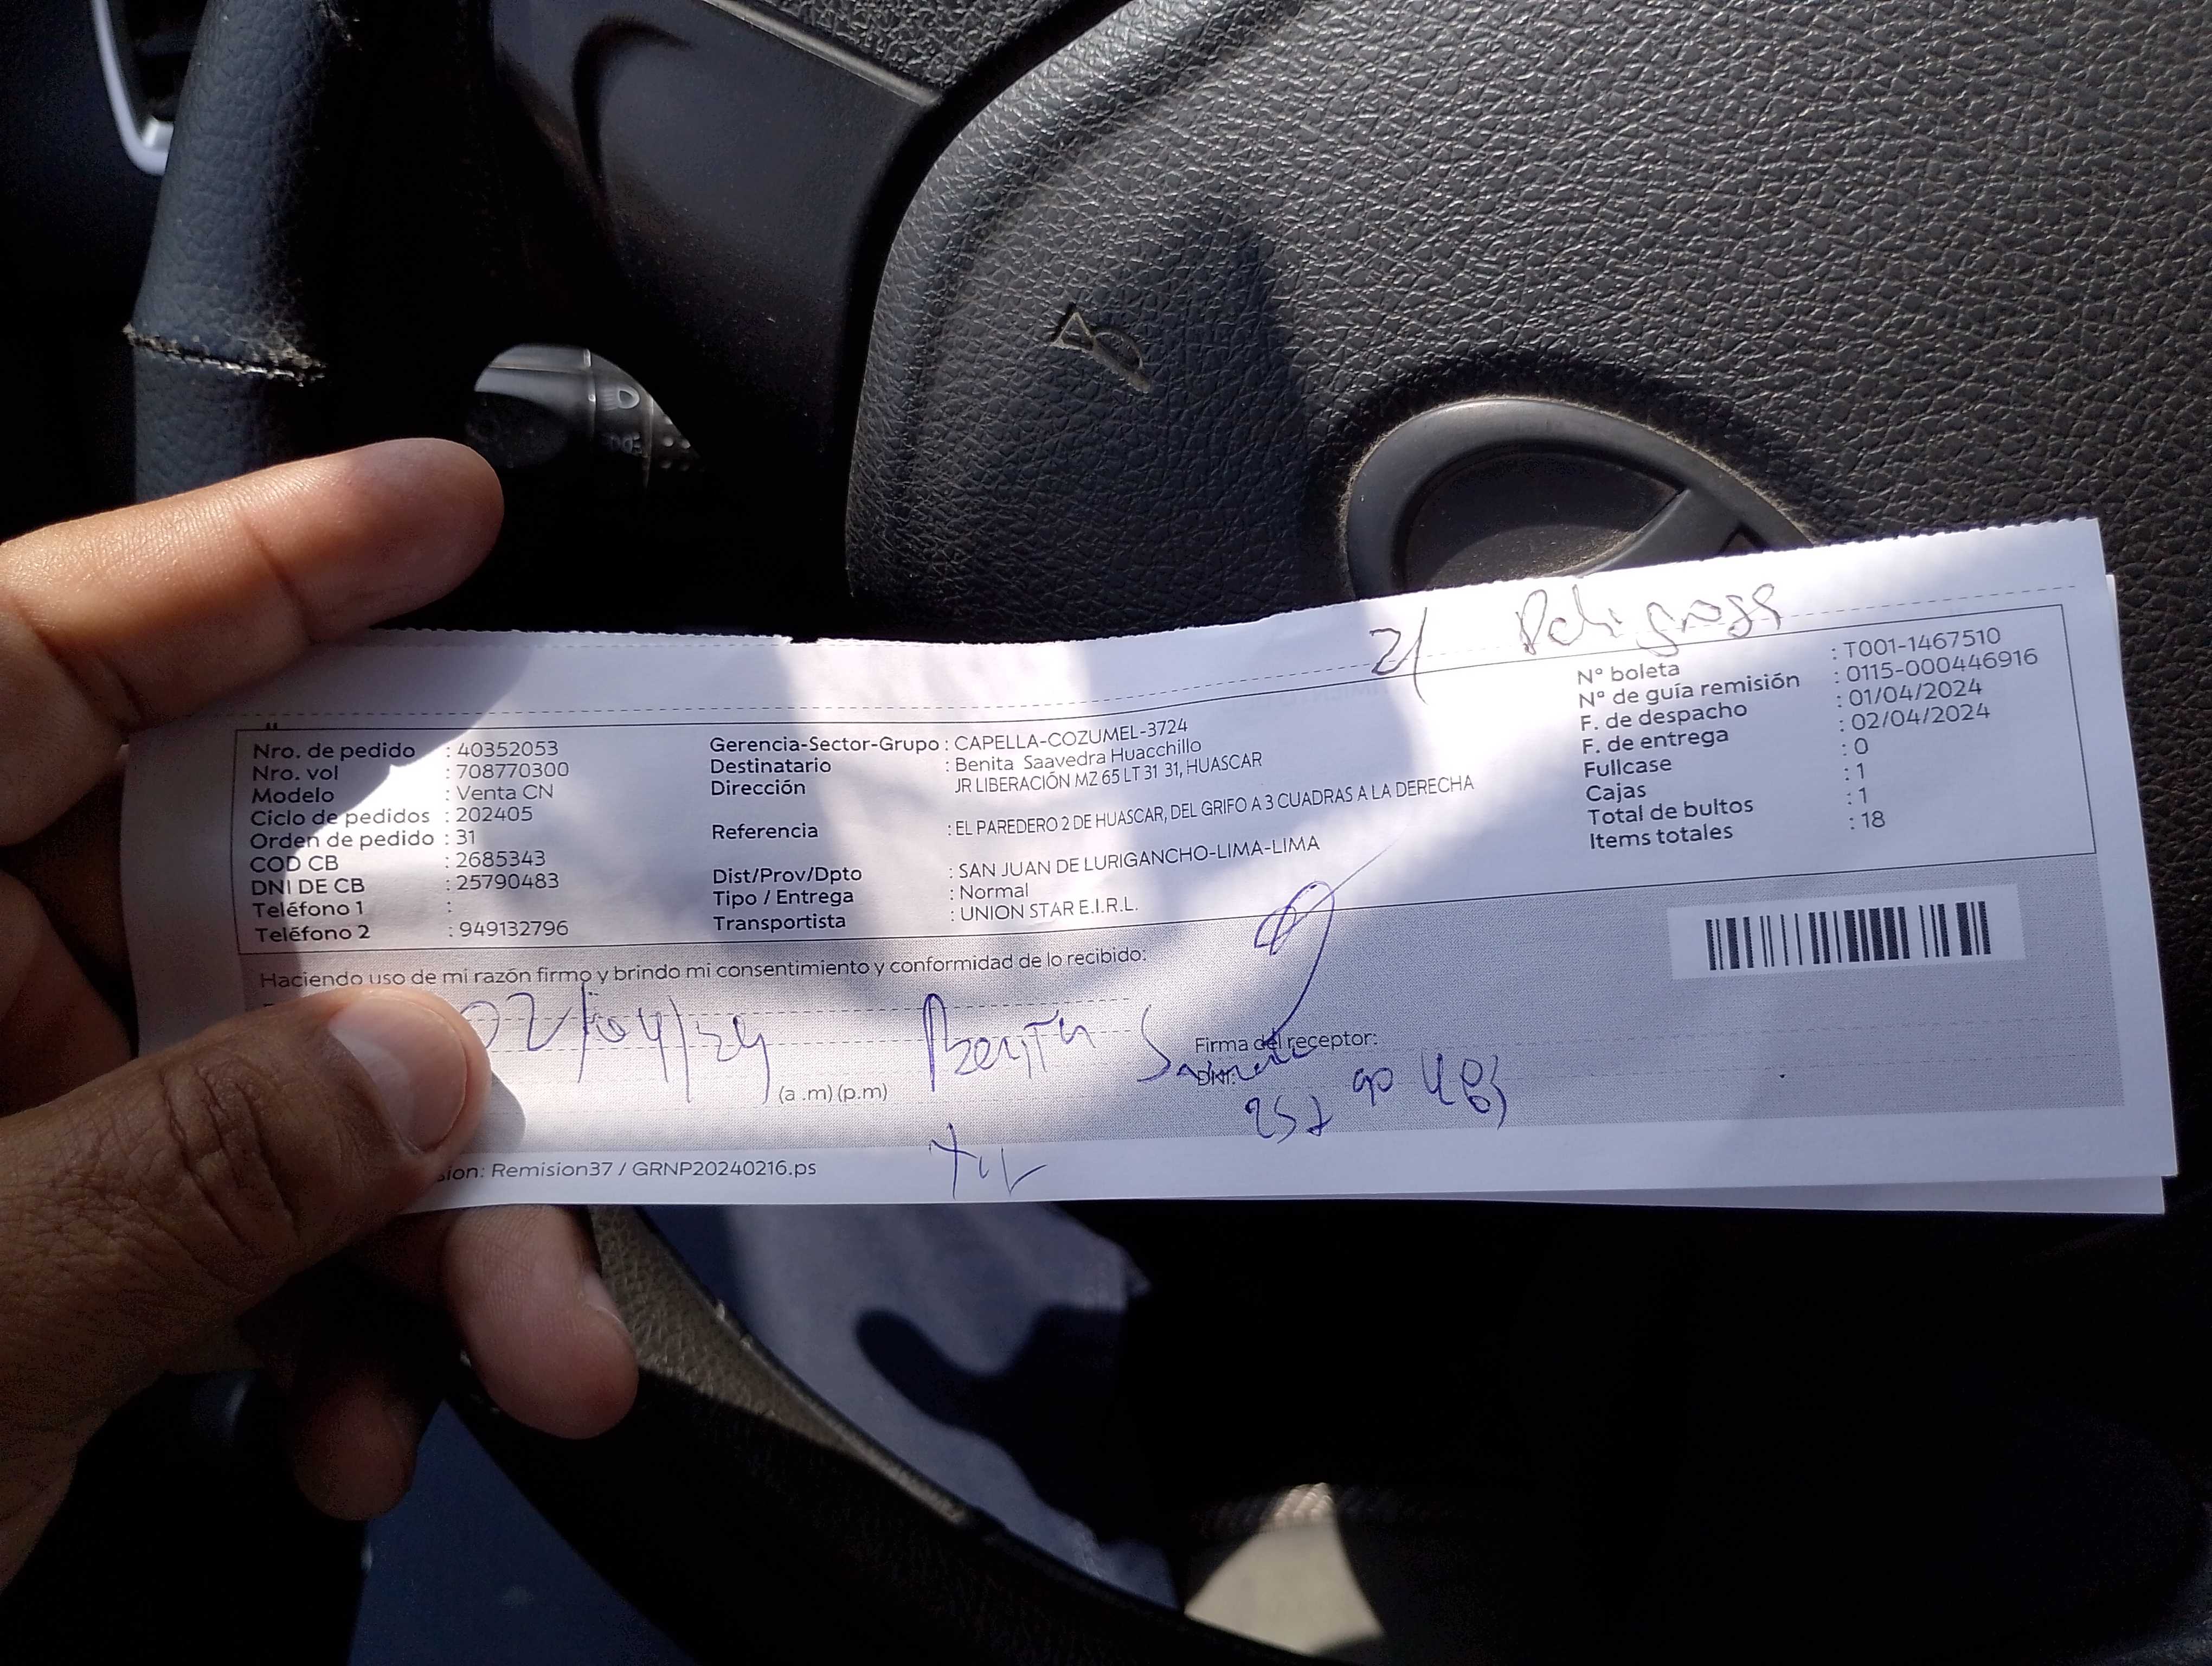 21 Peligrosa
Nro. de pedido : 40352053
Nro. vol : 708770300
Modelo : Venta CN
Ciclo de pedidos : 202405
Orden de pedido : 31
COD CB : 2685343
DNI DE CB : 25790483
Teléfono 1 :
Teléfono 2 : 949132796
Gerencia-Sector-Grupo : CAPELLA-COZUMEL-3724
Destinatario : Benita Saavedra Huacchillo
Dirección JR LIBERACIÓN MZ 65 LT 31 31, HUASCAR
Referencia : EL PAREDERO 2 DE HUASCAR, DEL GRIFO A 3 CUADRAS A LA DERECHA
Dist/Prov/Dpto : SAN JUAN DE LURIGANCHO-LIMA-LIMA
Tipo / Entrega : Normal
Transportista : UNION STAR E.I.R.L.
N° boleta : T001-1467510
N° de guía remisión : 0115-000446916
F. de despacho : 01/04/2024
F. de entrega : 02/04/2024
Fullcase : 0
Cajas : 1
Total de bultos : 1
Items totales : 18
Haciendo uso de mi razón firmo y brindo mi consentimiento y conformidad de lo recibido:
02/04/24 Benita
(a .m) (p.m)
Firma del receptor:
DNI:
257 90 483
Tit
sion: Remision37 / GRNP20240216.ps